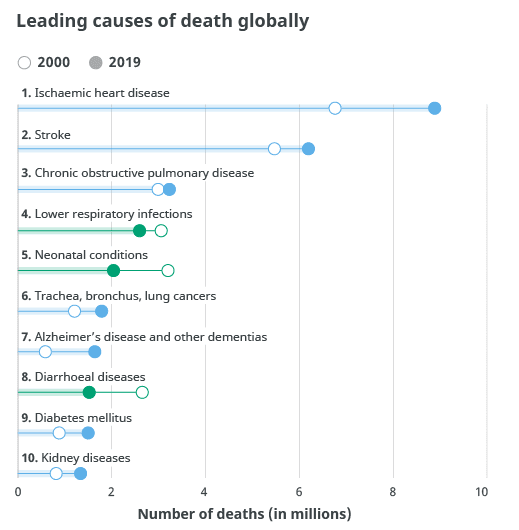 Leading causes of death globally
2000 2019
1. Ischaemic heart disease
2. Stroke
3. Chronic obstructive pulmonary disease
4. Lower respiratory infections
5. Neonatal conditions
6. Trachea, bronchus, lung cancers
7. Alzheimer’s disease and other dementias
8. Diarrhoeal diseases
9. Diabetes mellitus
10. Kidney diseases
0 2 4 6 8 10
Number of deaths (in millions)